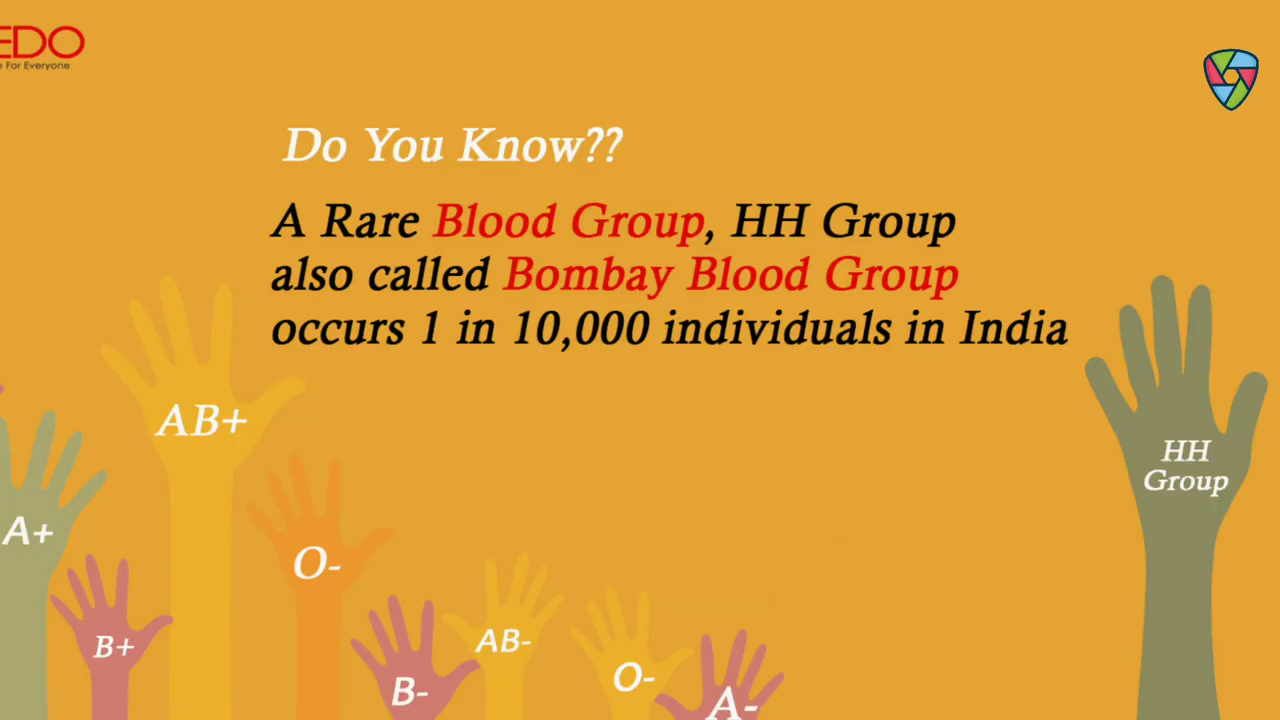 EDO
e For Everyone
Do You Know??
A Rare Blood Group, HH Group
also called Bombay Blood Group
occurs 1 in 10,000 individuals in India
AB+
HH
Group
A+
O-
B+
AB-
O-
B-
A-